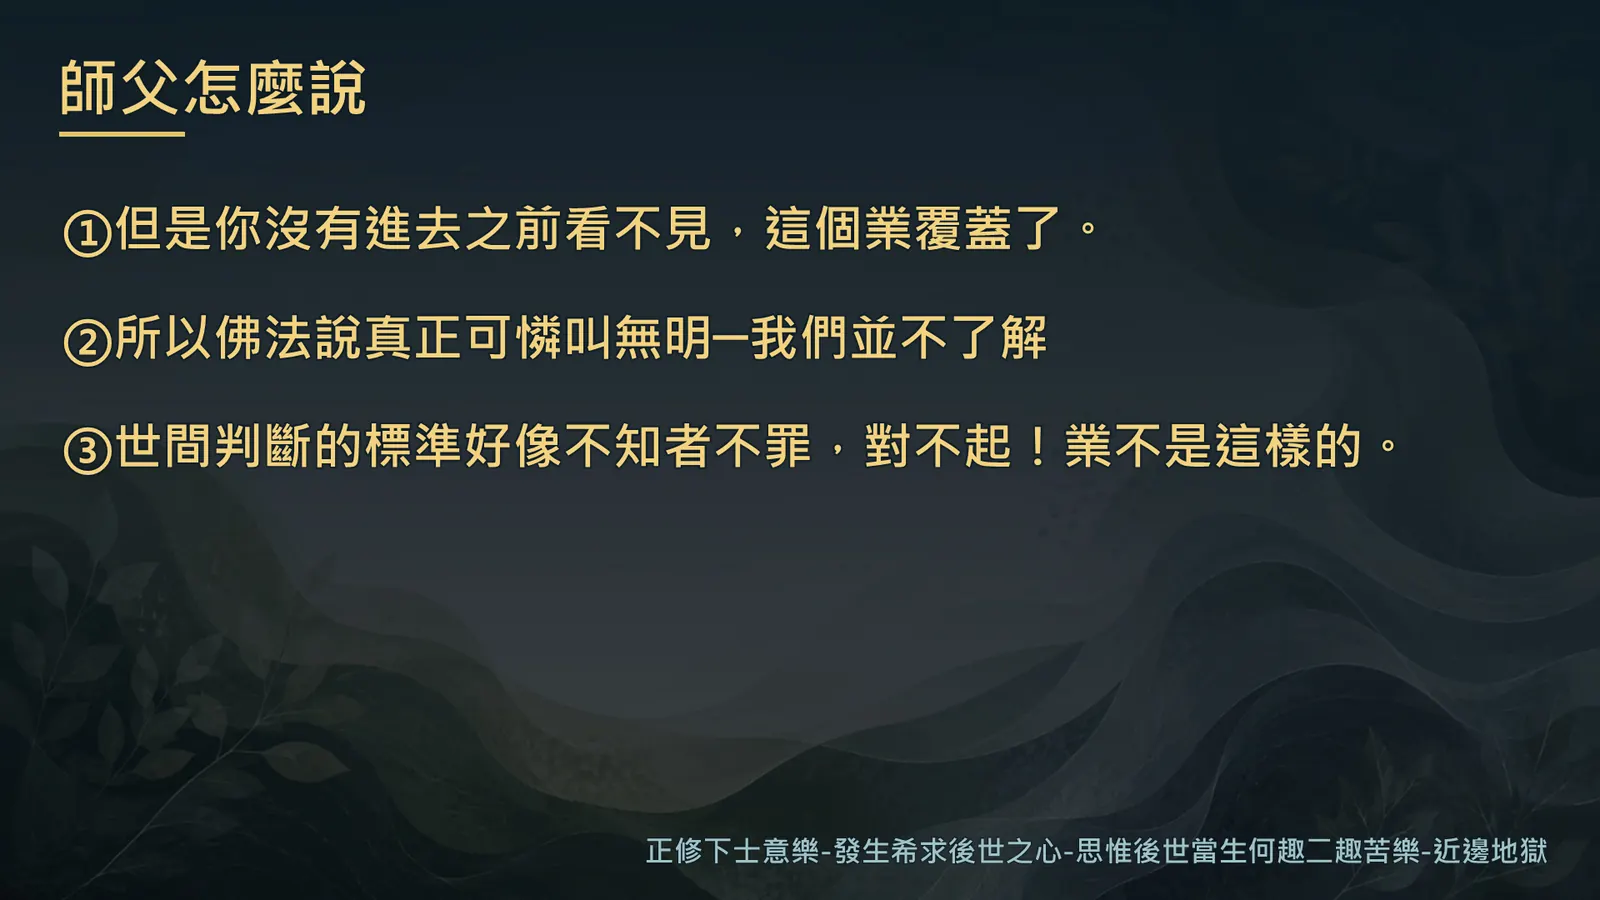 師父怎麼說
①但是你沒有進去之前看不見，這個業覆蓋了。
②所以佛法說真正可憐叫無明─我們並不了解
③世間判斷的標準好像不知者不罪，對不起！業不是這樣的。
正修下士意樂-發生希求後世之心-思惟後世當生何趣二趣苦樂-近邊地獄